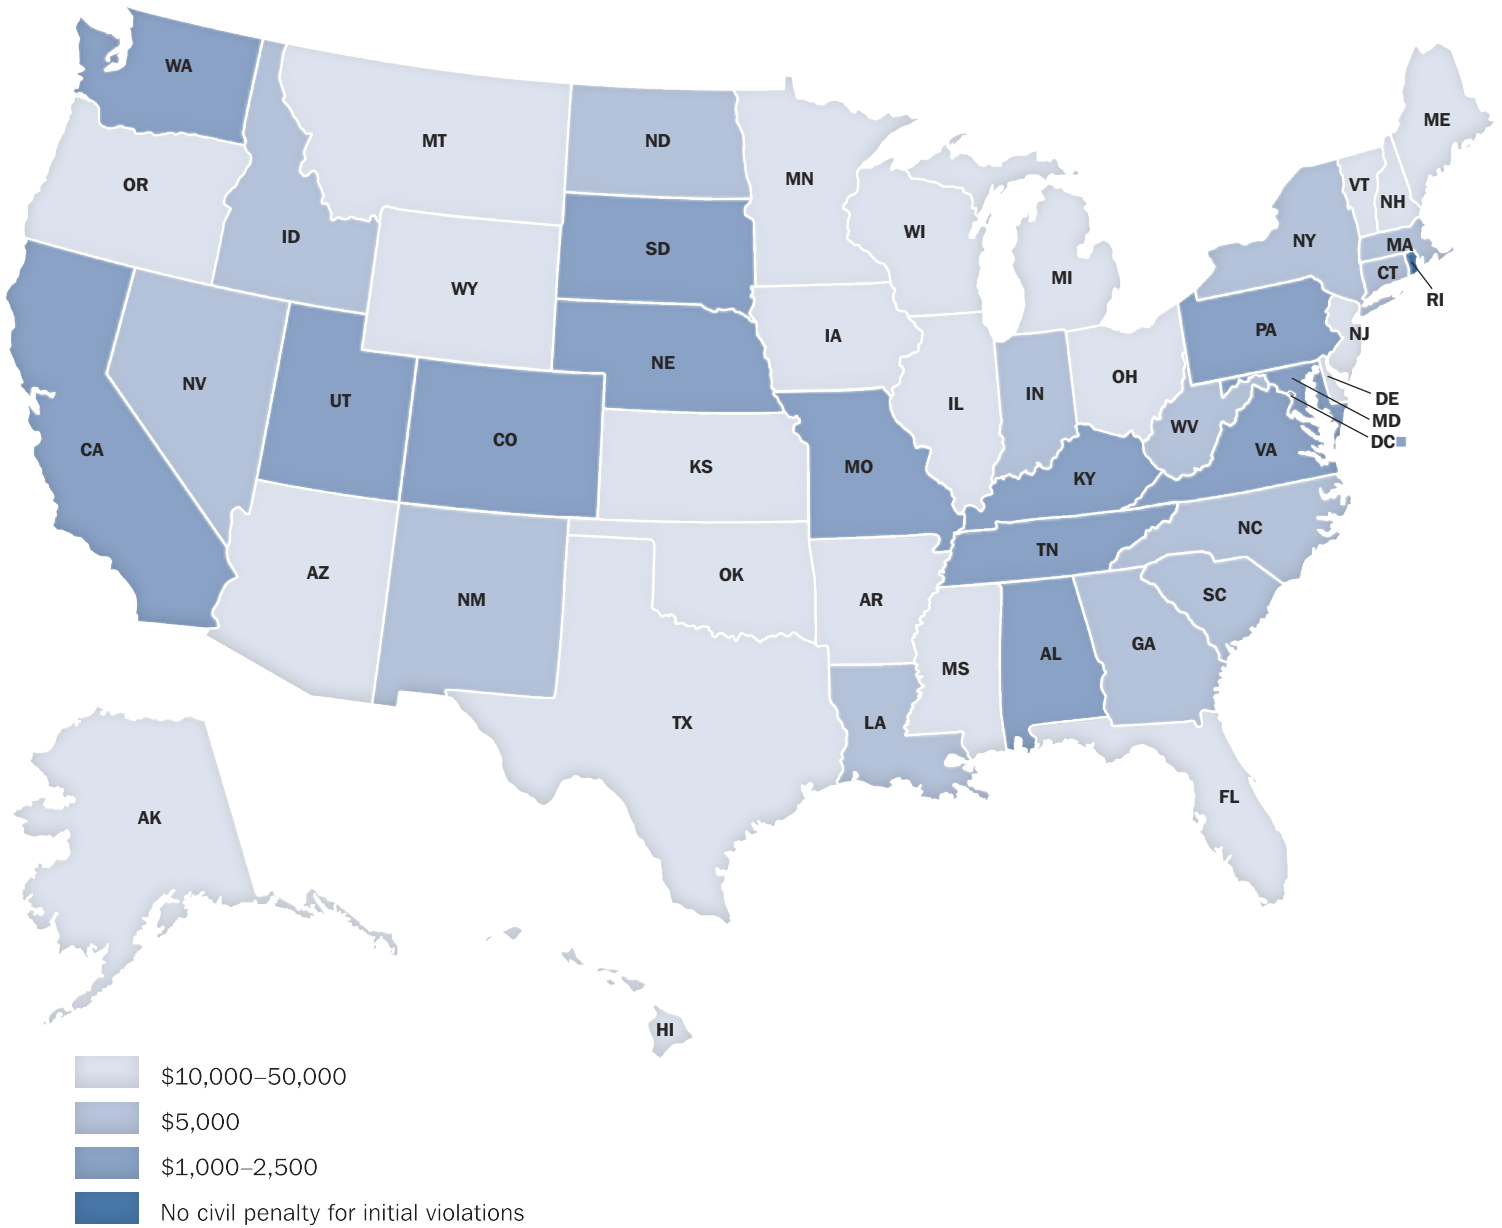 WA
MT
ND
ME
OR
MN
VT
NH
ID
SD
WI
NY
MA
WY
CT
MI
RI
IA
PA
NJ
NV
NE
UT
OH
DE
IN
IL
MD
CO
WV
DC
CA
KS
MO
VA
KY
NC
TN
AZ
OK
NM
AR
SC
GA
MS
AL
TX
LA
FL
AK
HI
$10,000–50,000
$5,000
$1,000–2,500
No civil penalty for initial violations